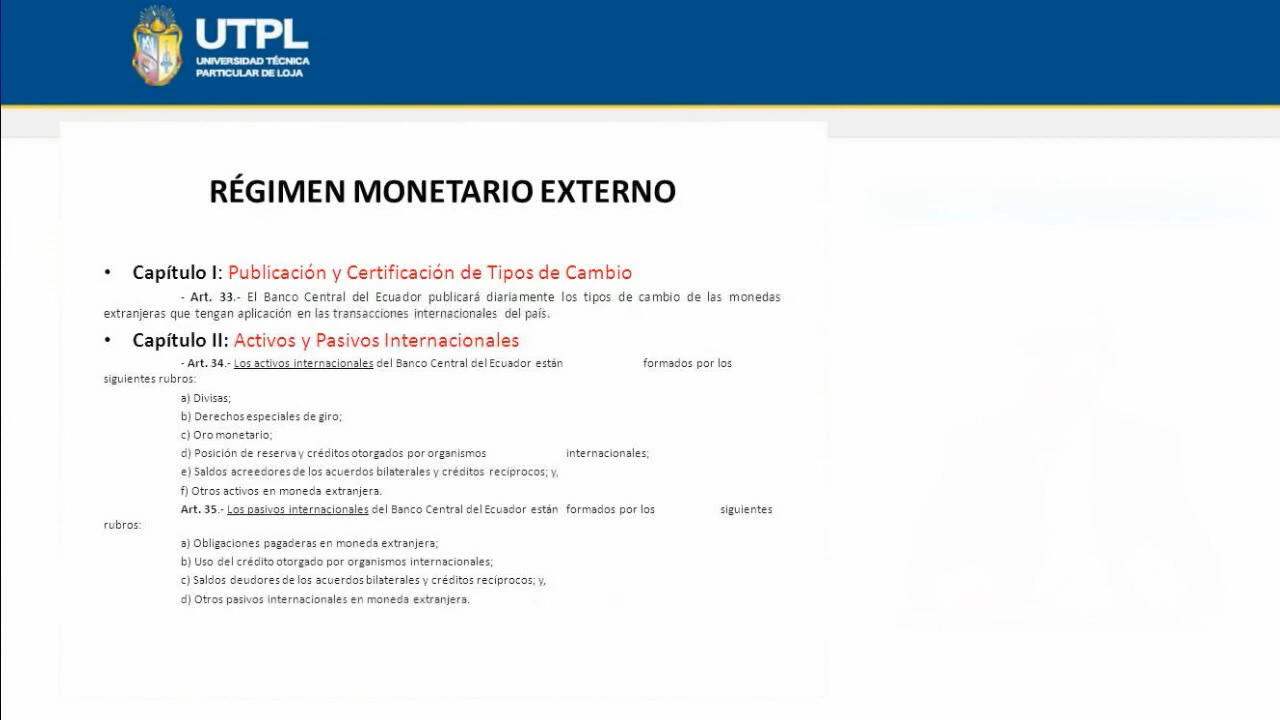 UTPL
UNIVERSIDAD TÉCNICA
PARTICULAR DE LOJA
RÉGIMEN MONETARIO EXTERNO
• Capítulo I: Publicación y Certificación de Tipos de Cambio
- Art. 33.- El Banco Central del Ecuador publicará diariamente los tipos de cambio de las monedas
extranjeras que tengan aplicación en las transacciones internacionales del país.
• Capítulo II: Activos y Pasivos Internacionales
- Art. 34.- Los activos internacionales del Banco Central del Ecuador están formados por los
siguientes rubros:
a) Divisas;
b) Derechos especiales de giro;
c) Oro monetario;
d) Posición de reserva y créditos otorgados por organismos internacionales;
e) Saldos acreedores de los acuerdos bilaterales y créditos recíprocos; y,
f) Otros activos en moneda extranjera.
Art. 35.- Los pasivos internacionales del Banco Central del Ecuador están formados por los siguientes
rubros:
a) Obligaciones pagaderas en moneda extranjera;
b) Uso del crédito otorgado por organismos internacionales;
c) Saldos deudores de los acuerdos bilaterales y créditos recíprocos; y,
d) Otros pasivos internacionales en moneda extranjera.